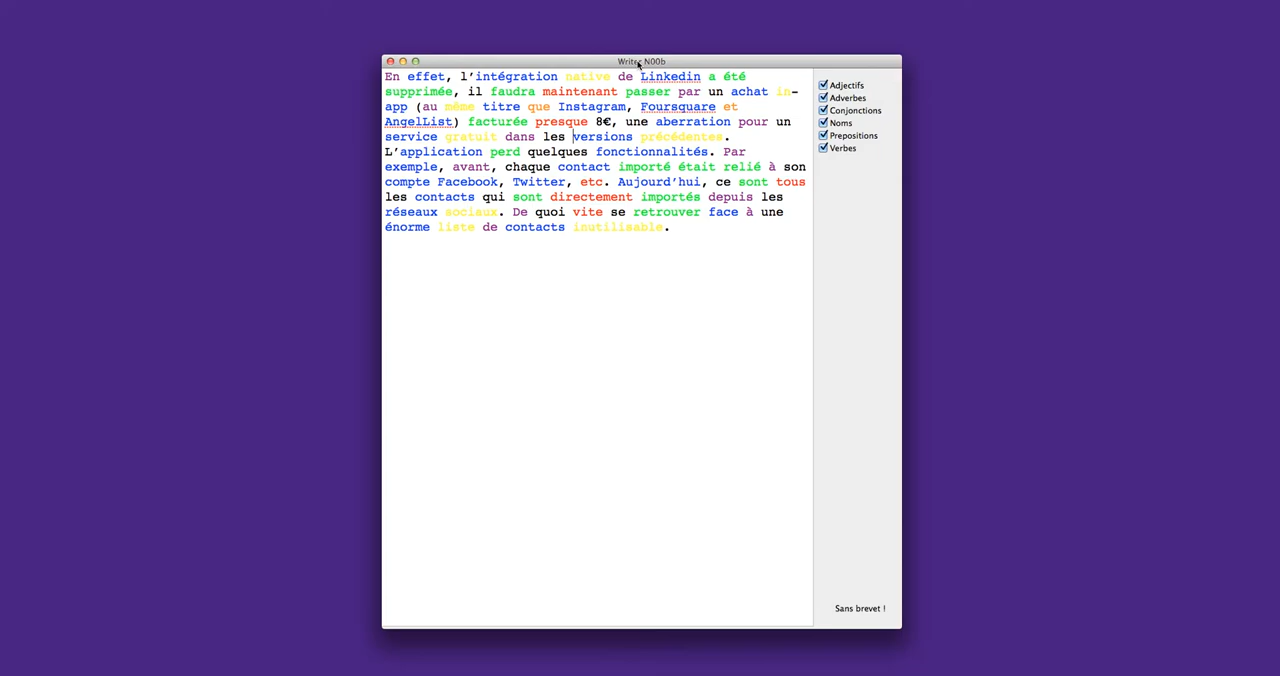 Writer N00b
En effet, l'intégration native de Linkedin a été
supprimée, il faudra maintenant passer par un achat in-
app (au même titre que Instagram, Foursquare et
AngelList) facturée presque 8€, une aberration pour un
service gratuit dans les versions précédentes.
L'application perd quelques fonctionnalités. Par
exemple, avant, chaque contact importé était relié à son
compte Facebook, Twitter, etc. Aujourd'hui, ce sont tous
les contacts qui sont directement importés depuis les
réseaux sociaux. De quoi vite se retrouver face à une
énorme liste de contacts inutilisable.
Adjectifs
Adverbes
Conjonctions
Noms
Prepositions
Verbes
Sans brevet !